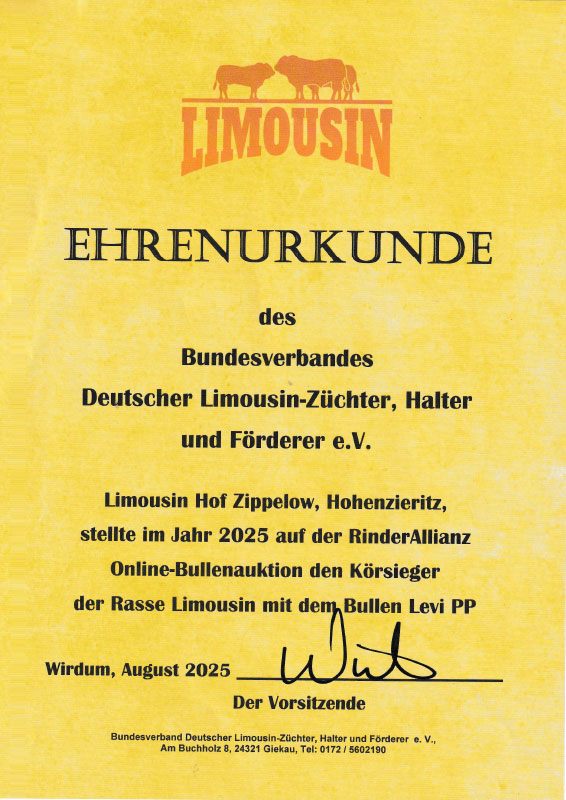 LIMOUSIN
EHRENURKUNDE
des
Bundesverbandes
Deutscher Limousin-Züchter, Halter
und Förderer e.V.
Limousin Hof Zippelow, Hohenzieritz,
stellte im Jahr 2025 auf der RinderAllianz
Online-Bullenauktion den Körsieger
der Rasse Limousin mit dem Bullen Levi PP
Wirdum, August 2025
Der Vorsitzende
Bundesverband Deutscher Limousin-Züchter, Halter und Förderer e. V.,
Am Buchholz 8, 24321 Giekau, Tel: 0172 / 5602190